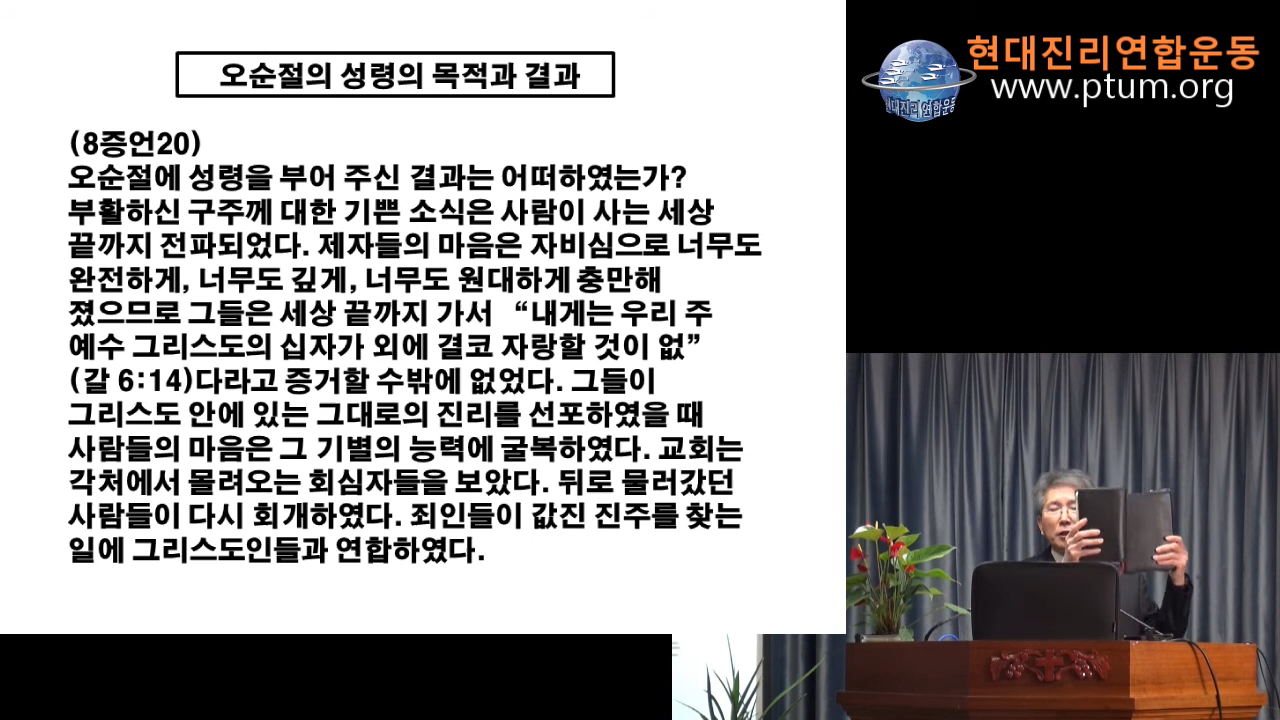 오순절의 성령의 목적과 결과
(8증언20)
오순절에 성령을 부어 주신 결과는 어떠하였는가?
부활하신 구주께 대한 기쁜 소식은 사람이 사는 세상
끝까지 전파되었다. 제자들의 마음은 자비심으로 너무도
완전하게, 너무도 깊게, 너무도 원대하게 충만해
졌으므로 그들은 세상 끝까지 가서 “내게는 우리 주
예수 그리스도의 십자가 외에 결코 자랑할 것이 없”
(갈 6:14)다라고 증거할 수밖에 없었다. 그들이
그리스도 안에 있는 그대로의 진리를 선포하였을 때
사람들의 마음은 그 기별의 능력에 굴복하였다. 교회는
각처에서 몰려오는 회심자들을 보았다. 뒤로 물러갔던
사람들이 다시 회개하였다. 죄인들이 값진 진주를 찾는
일에 그리스도인들과 연합하였다.
현대진리연합운동
www.ptum.org
현대진리 연합운동